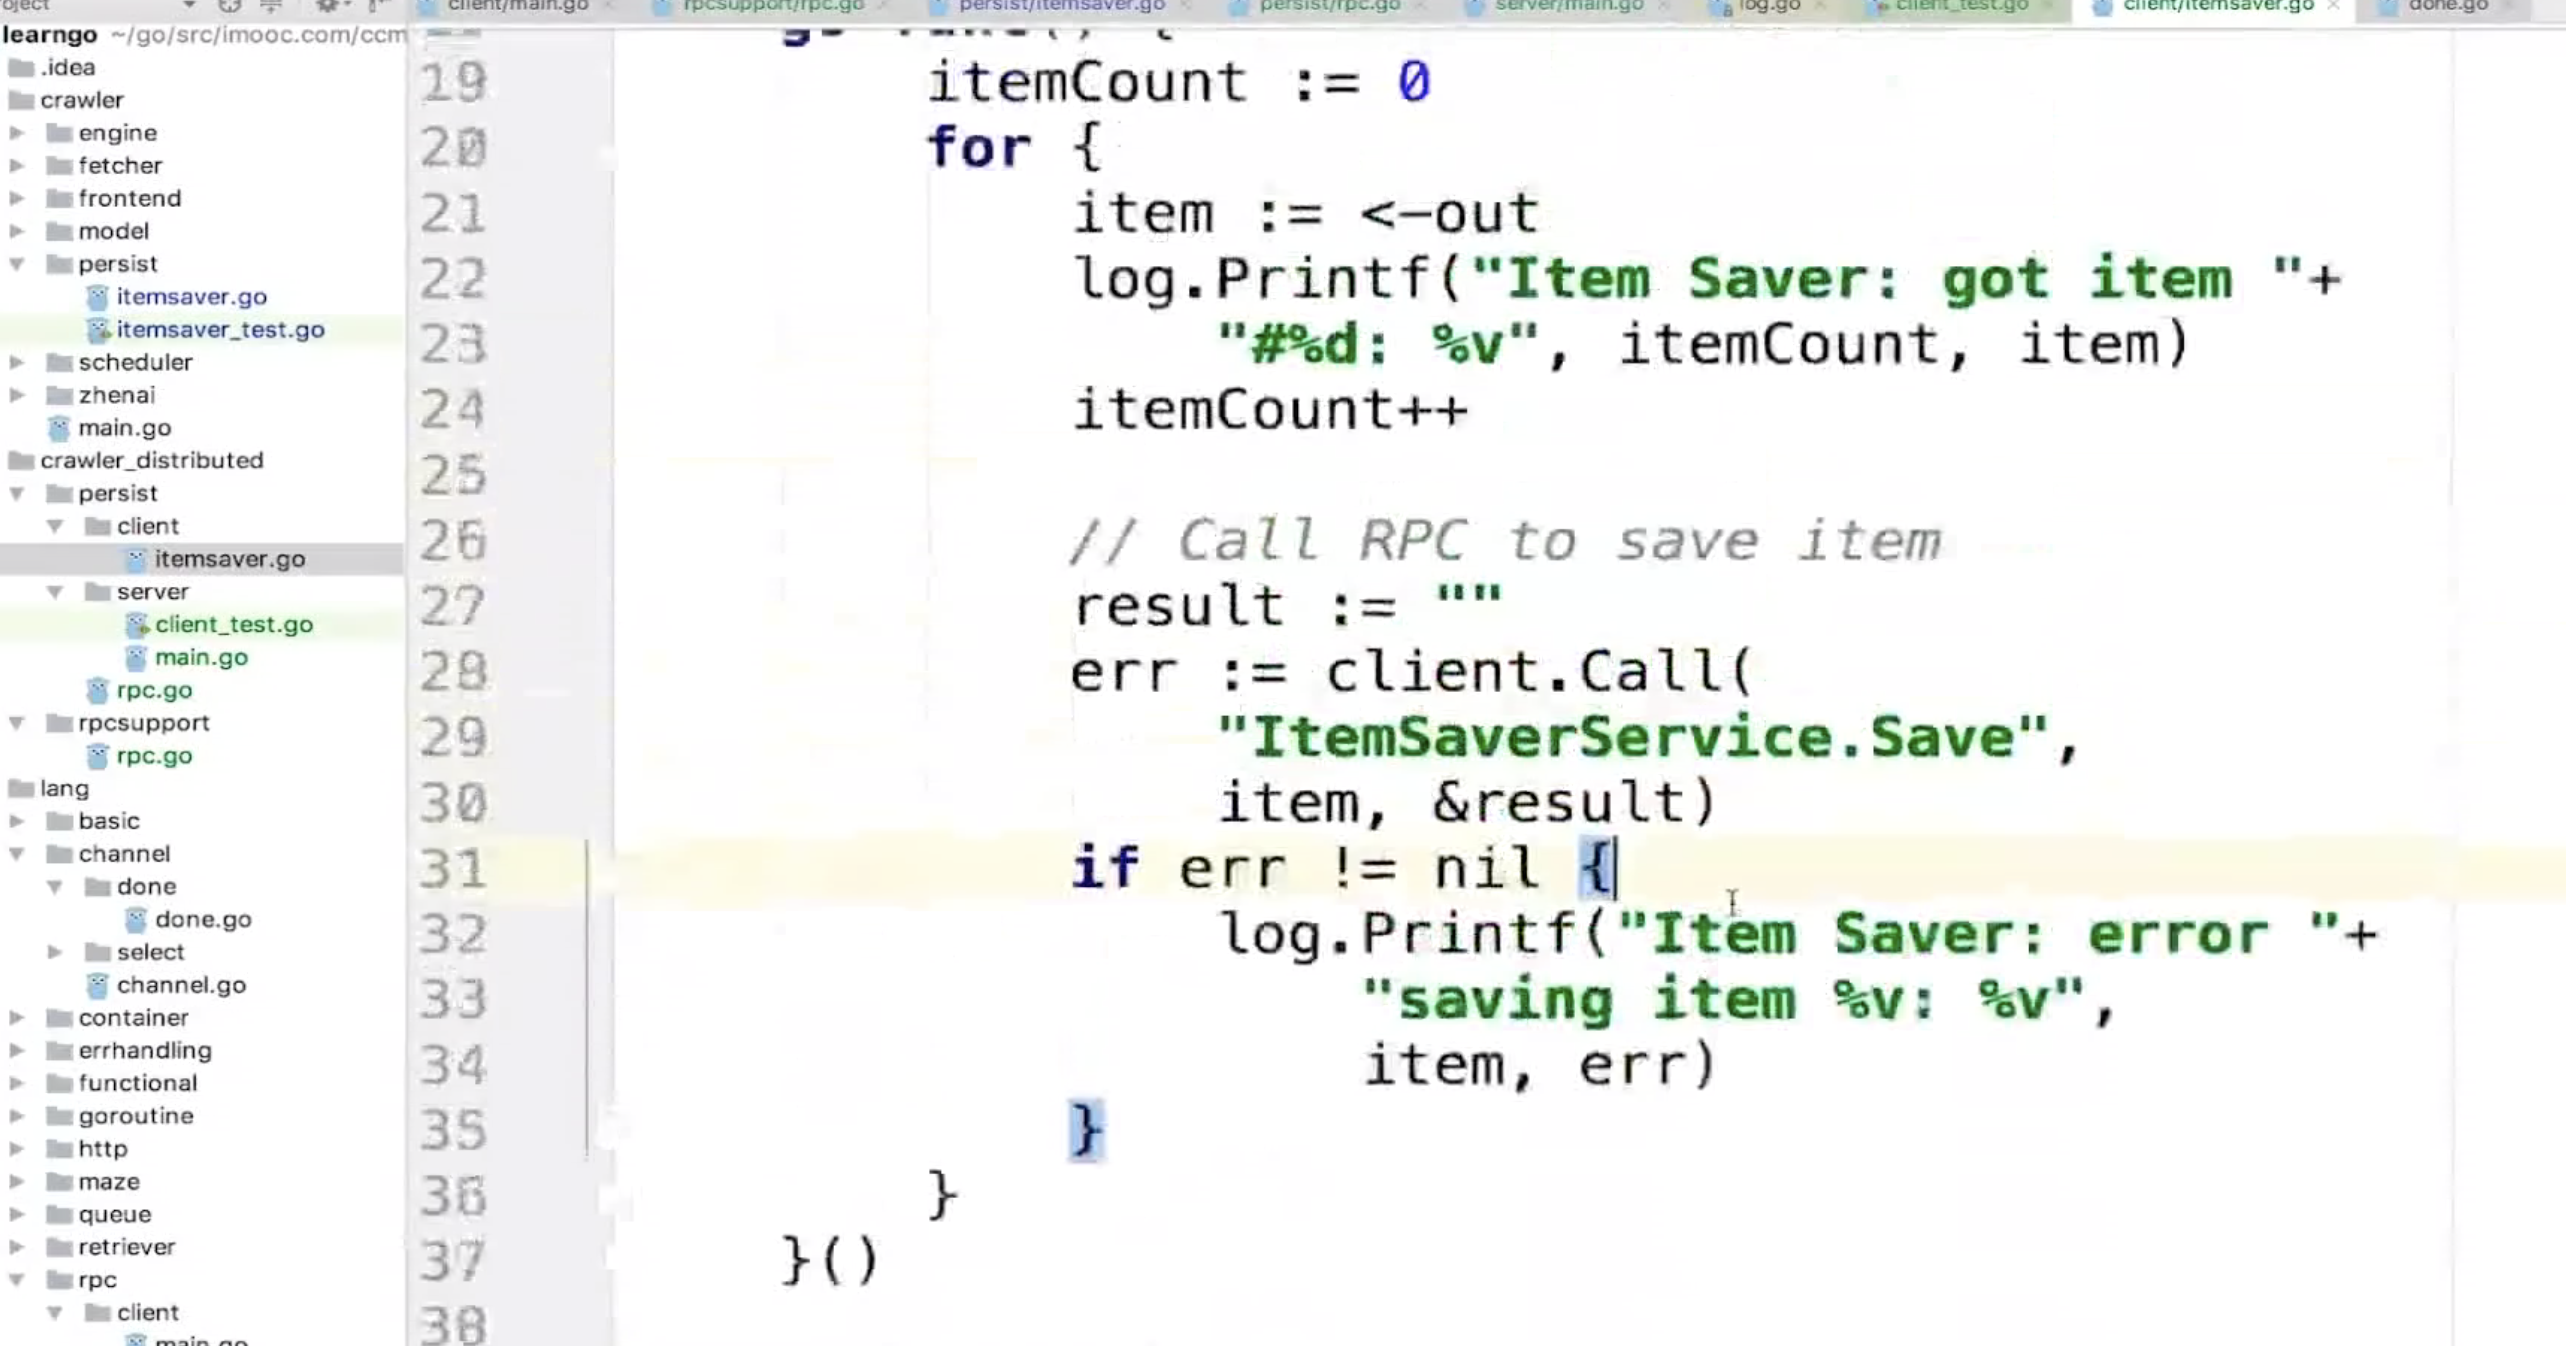 oject
client/main.go
rpcsupport/rpc.go
persist/itemsaver.go
persist/rpc.go
server/main.go
log.go
client_test.go
client/itemsaver.go
done.go
learngo ~/go/src/imooc.com/ccm
.idea
crawler
engine
fetcher
frontend
model
persist
itemsaver.go
itemsaver_test.go
scheduler
zhenai
main.go
crawler_distributed
persist
client
itemsaver.go
server
client_test.go
main.go
rpc.go
rpcsupport
rpc.go
lang
basic
channel
done
done.go
select
channel.go
container
errhandling
functional
goroutine
http
maze
queue
retriever
rpc
client
main.go
19 itemCount := 0
20 for {
21 item := <-out
22 log.Printf("Item Saver: got item "+
23 "#%d: %v", itemCount, item)
24 itemCount++
25
26 // Call RPC to save item
27 result := ""
28 err := client.Call(
29 "ItemSaverService.Save",
30 item, &result)
31 if err != nil {
32 log.Printf("Item Saver: error "+
33 "saving item %v: %v",
34 item, err)
35 }
36 }
37 }()
38